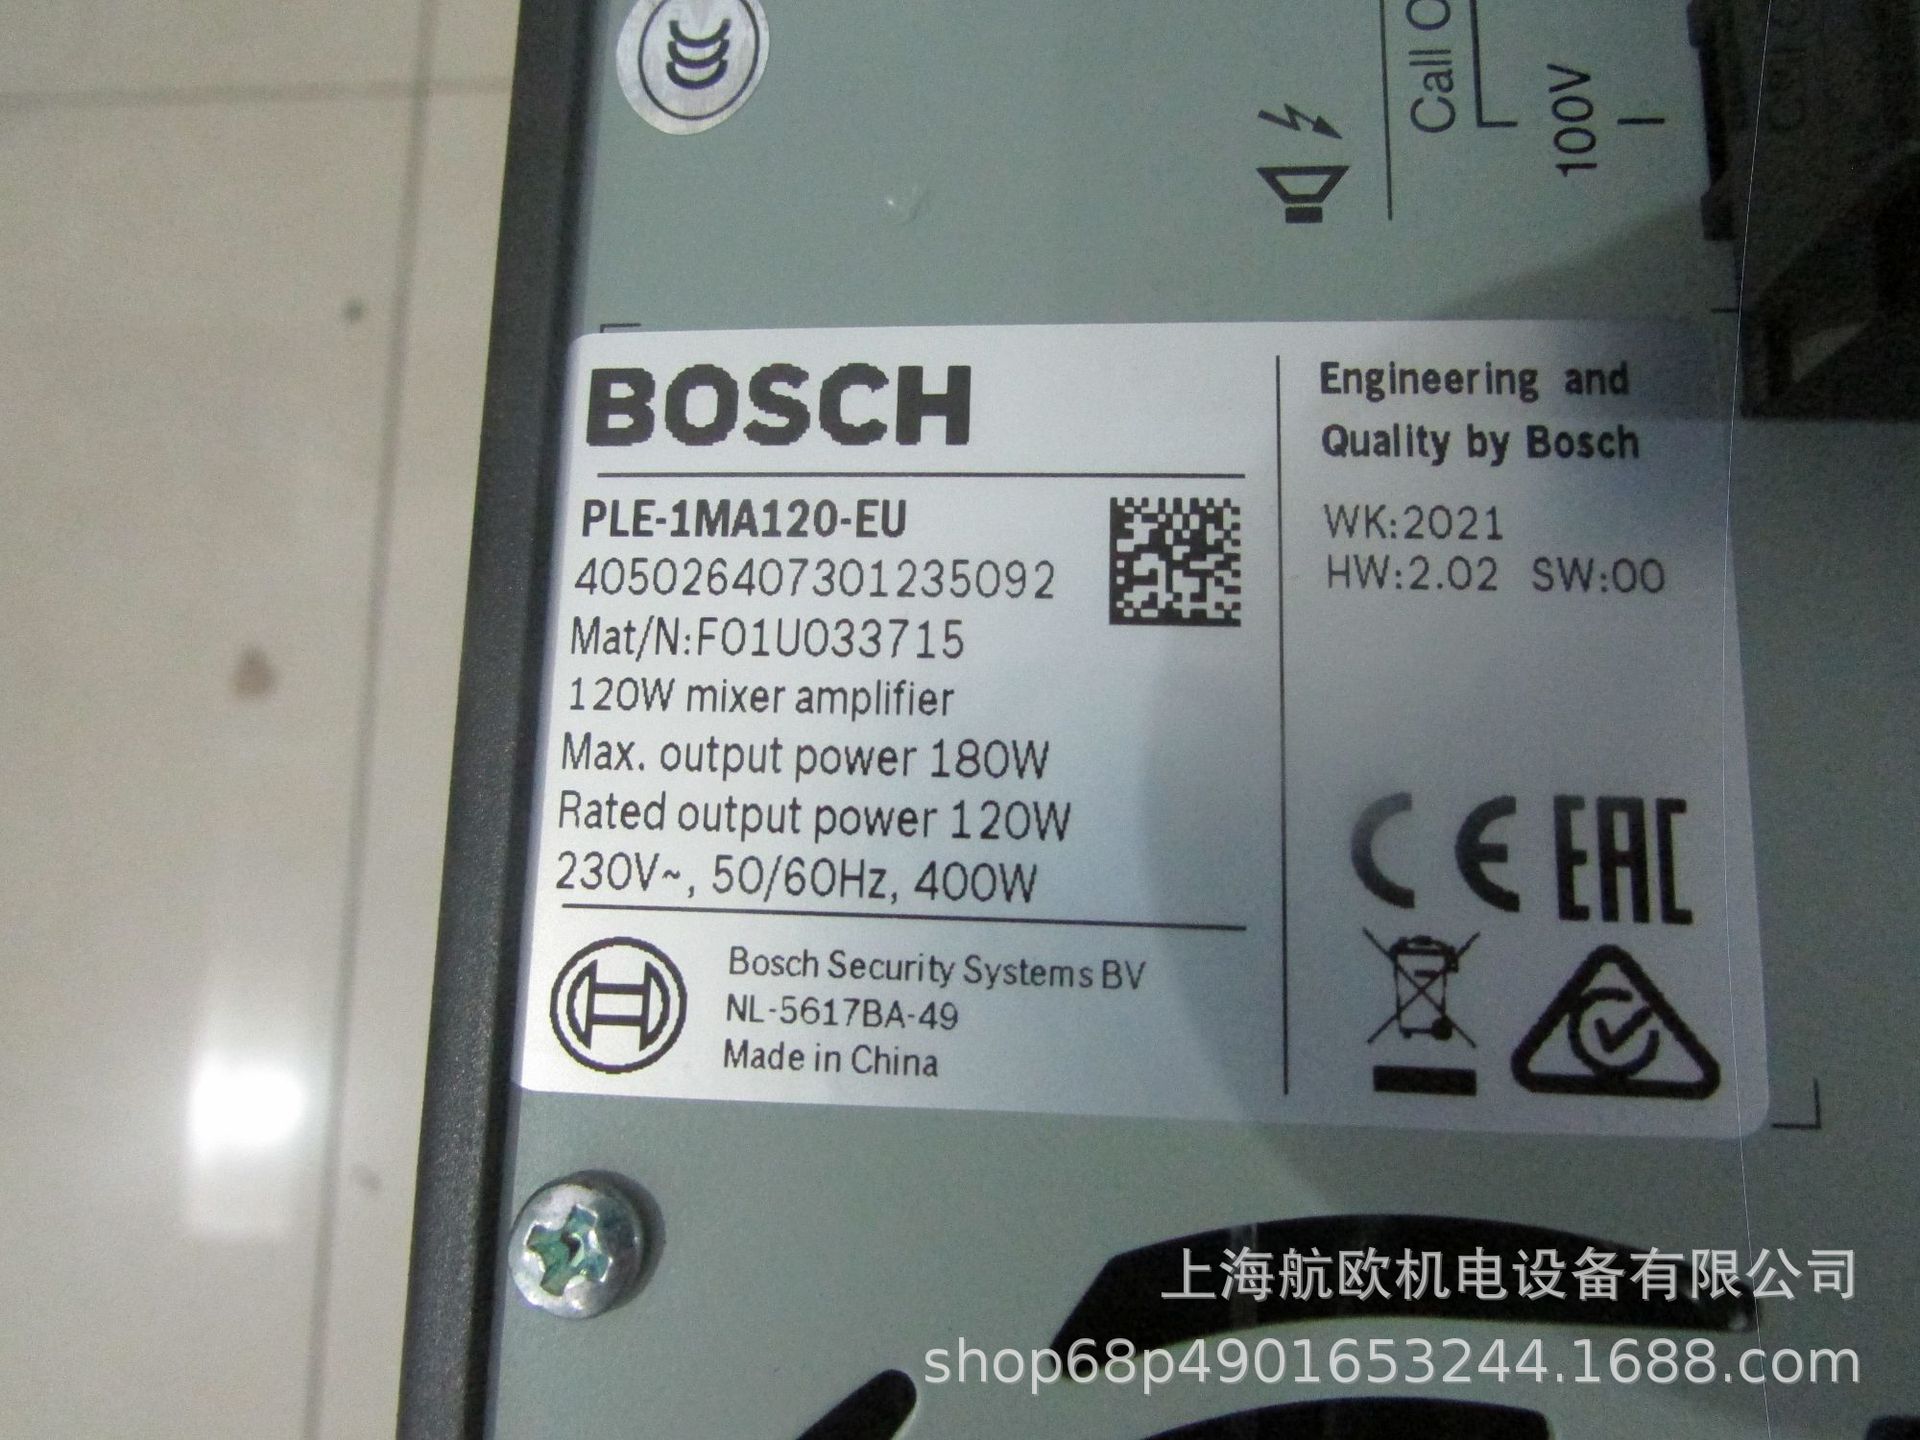 Call O
100V
BOSCH
PLE-1MA120-EU
405026407301235092
Mat/N:F01U033715
120W mixer amplifier
Max. output power 180W
Rated output power 120W
230V~, 50/60Hz, 400W
Bosch Security Systems BV
NL-5617BA-49
Made in China
Engineering and
Quality by Bosch
WK:2021
HW:2.02 SW:00
CE EAC
上海航欧机电设备有限公司
shop68p4901653244.1688.com